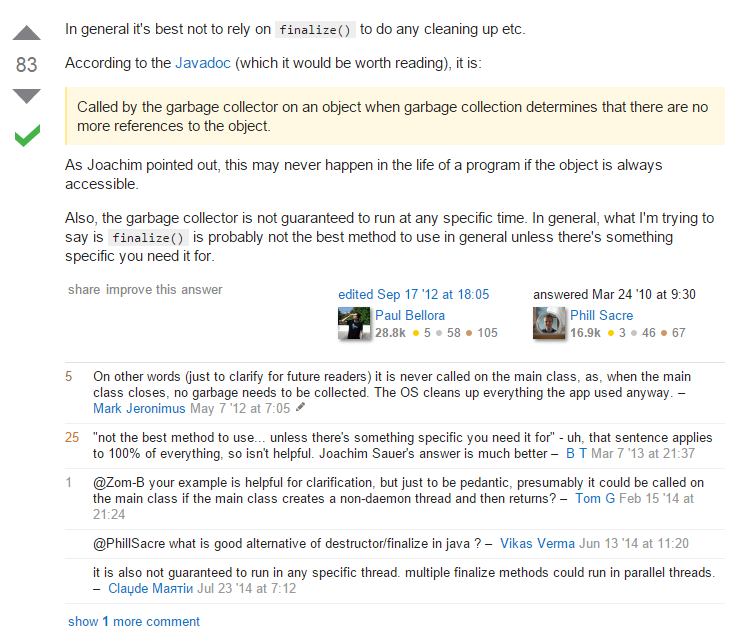 In general it's best not to rely on finalize() to do any cleaning up etc.
83
According to the Javadoc (which it would be worth reading), it is:
Called by the garbage collector on an object when garbage collection determines that there are no
more references to the object.
As Joachim pointed out, this may never happen in the life of a program if the object is always
accessible.
Also, the garbage collector is not guaranteed to run at any specific time. In general, what I'm trying to
say is finalize() is probably not the best method to use in general unless there's something
specific you need it for.
share improve this answer
edited Sep 17 '12 at 18:05
Paul Bellora
28.8k 5 58 105
answered Mar 24 '10 at 9:30
Phill Sacre
16.9k 3 46 67
5 On other words (just to clarify for future readers) it is never called on the main class, as, when the main
class closes, no garbage needs to be collected. The OS cleans up everything the app used anyway. –
Mark Jeronimus May 7 '12 at 7:05
25 "not the best method to use... unless there's something specific you need it for" - uh, that sentence applies
to 100% of everything, so isn't helpful. Joachim Sauer's answer is much better – B T Mar 7 '13 at 21:37
1 @Zom-B your example is helpful for clarification, but just to be pedantic, presumably it could be called on
the main class if the main class creates a non-daemon thread and then returns? – Tom G Feb 15 '14 at
21:24
@PhillSacre what is good alternative of destructor/finalize in java ? – Vikas Verma Jun 13 '14 at 11:20
it is also not guaranteed to run in any specific thread. multiple finalize methods could run in parallel threads.
– Claџde Maятiи Jul 23 '14 at 7:12
show 1 more comment